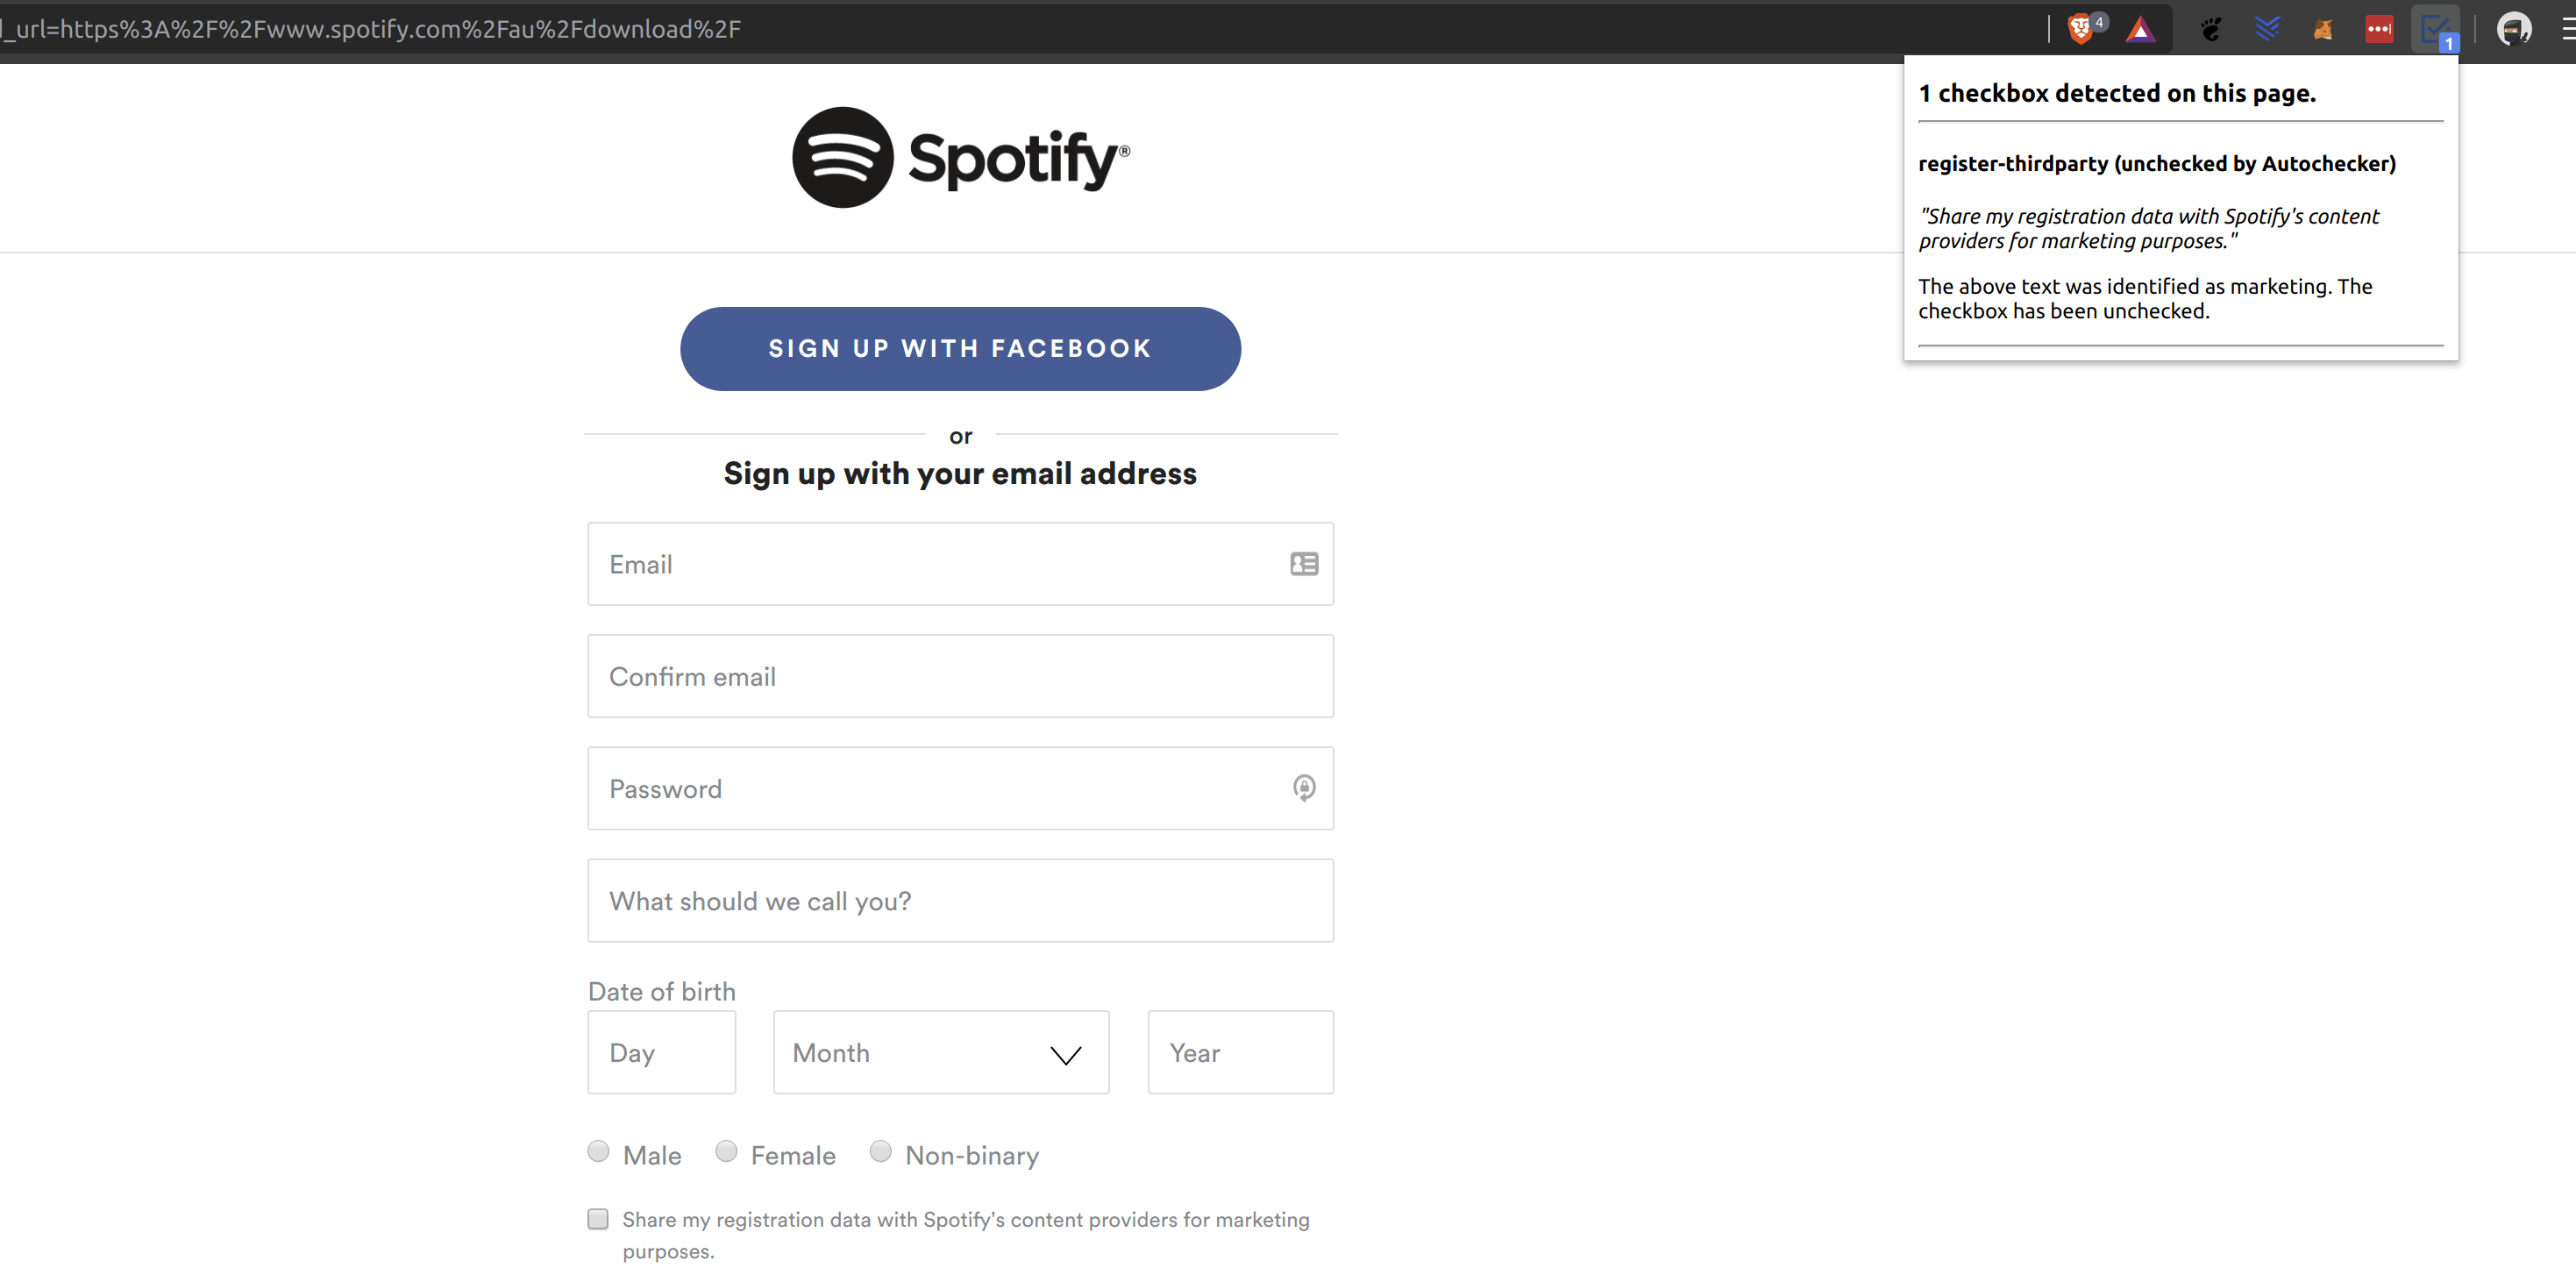 l_url=https%3A%2F%2Fwww.spotify.com%2Fau%2Fdownload%2F
4
1
1 checkbox detected on this page.
register-thirdparty (unchecked by Autochecker)
"Share my registration data with Spotify's content
providers for marketing purposes."
The above text was identified as marketing. The
checkbox has been unchecked.
Spotify®
SIGN UP WITH FACEBOOK
or
Sign up with your email address
Email
Confirm email
Password
What should we call you?
Date of birth
Day Month Year
Male Female Non-binary
Share my registration data with Spotify's content providers for marketing
purposes.